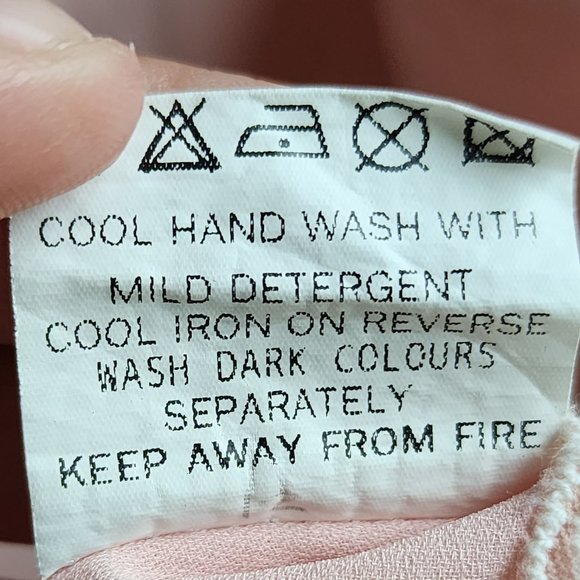 COOL HAND WASH WITH
MILD DETERGENT
COOL IRON ON REVERSE
WASH DARK COLOURS
SEPARATELY
KEEP AWAY FROM FIRE